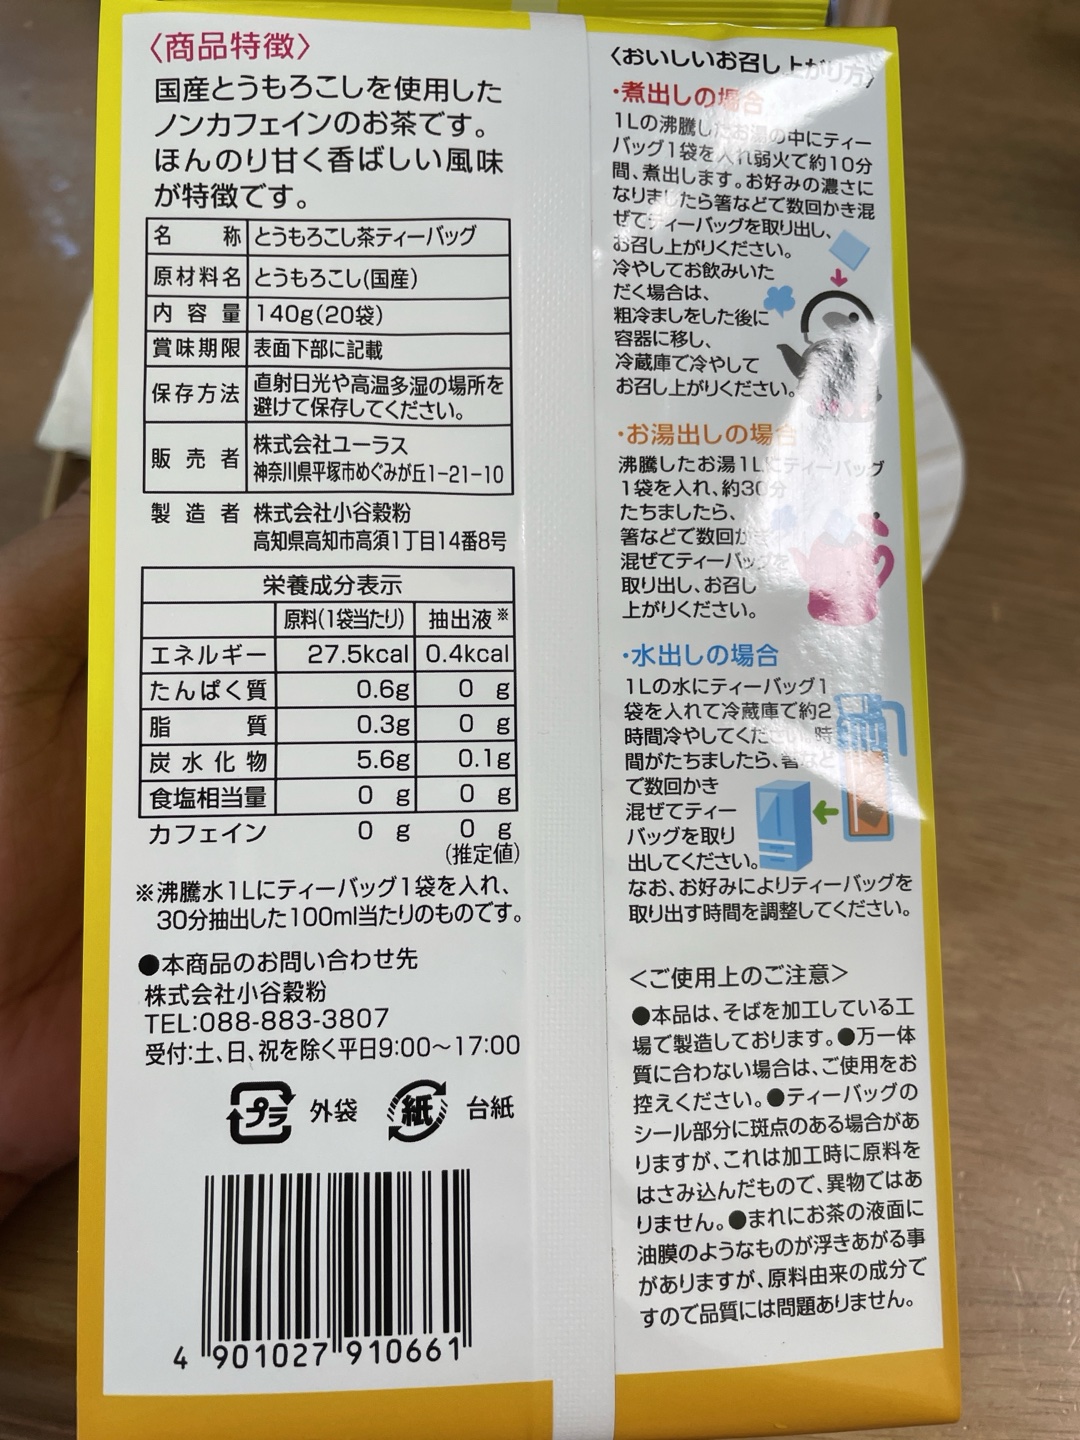 〈商品特徴〉
国産とうもろこしを使用した
ノンカフェインのお茶です。
ほんのり甘く香ばしい風味
が特徴です。
名称 とうもろこし茶ティーバッグ
原材料名 とうもろこし(国産)
内容量 140g(20袋)
賞味期限 表面下部に記載
保存方法 直射日光や高温多湿の場所を
避けて保存してください。
販売者 株式会社ユーラス
神奈川県平塚市めぐみが丘1-21-10
製造者 株式会社小谷穀粉
高知県高知市高須1丁目14番8号
栄養成分表示
原料(1袋当たり) 抽出液※
エネルギー 27.5kcal 0.4kcal
たんぱく質 0.6g 0 g
脂質 0.3g 0 g
炭水化物 5.6g 0.1g
食塩相当量 0 g 0 g
カフェイン 0 g 0 g
(推定値)
※沸騰水1Lにティーバッグ1袋を入れ、
30分抽出した100ml当たりのものです。
●本商品のお問い合わせ先
株式会社小谷穀粉
TEL:088-883-3807
受付:土、日、祝を除く平日9:00～17:00
プラ 外袋 紙 台紙
4 901027 910661
〈おいしいお召し上がり方〉
・煮出しの場合
1Lの沸騰したお湯の中にティー
バッグ1袋を入れ弱火で約10分
間、煮出します。お好みの濃さに
なりましたら箸などで数回かき混
ぜてティーバッグを取り出し、
お召し上がりください。
冷やしてお飲みいた
だく場合は、
粗冷ましをした後に
容器に移し、
冷蔵庫で冷やして
お召し上がりください。
・お湯出しの場合
沸騰したお湯1Lにティーバッグ
1袋を入れ、約30分
たちましたら、
箸などで数回かき
混ぜてティーバッグを
取り出し、お召し
上がりください。
・水出しの場合
1Lの水にティーバッグ1
袋を入れて冷蔵庫で約2
時間冷やしてください。時
間がたちましたら、箸など
で数回かき
混ぜてティー
バッグを取り
出してください。
なお、お好みによりティーバッグを
取り出す時間を調整してください。
＜ご使用上のご注意＞
●本品は、そばを加工している工
場で製造しております。●万一体
質に合わない場合は、ご使用をお
控えください。●ティーバッグの
シール部分に斑点のある場合があ
りますが、これは加工時に原料を
はさみ込んだもので、異物ではあ
りません。●まれにお茶の液面に
油膜のようなものが浮きあがる事
がありますが、原料由来の成分で
すので品質には問題ありません。